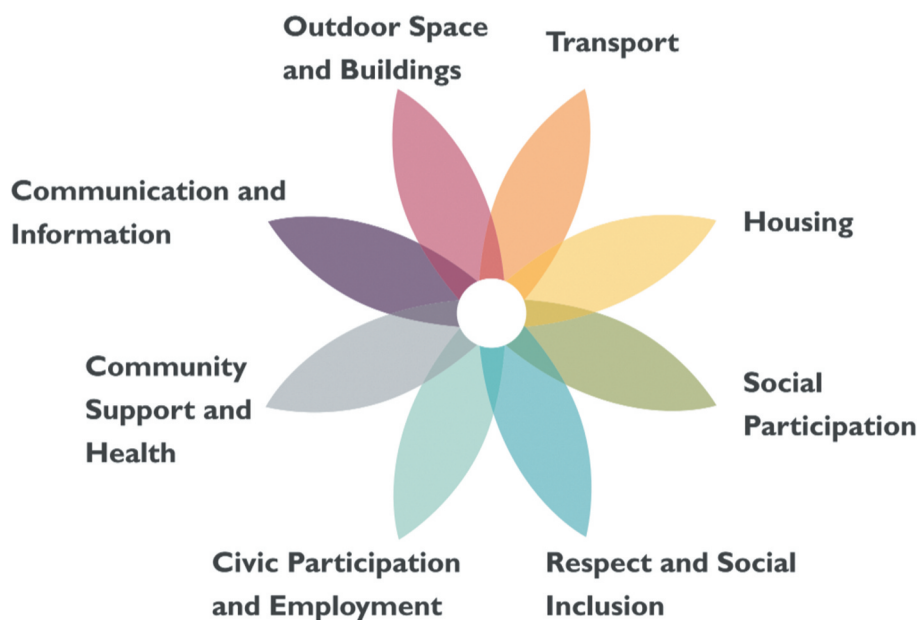 Outdoor Space
and Buildings
Transport
Housing
Social
Participation
Respect and Social
Inclusion
Civic Participation
and Employment
Community
Support and
Health
Communication and
Information